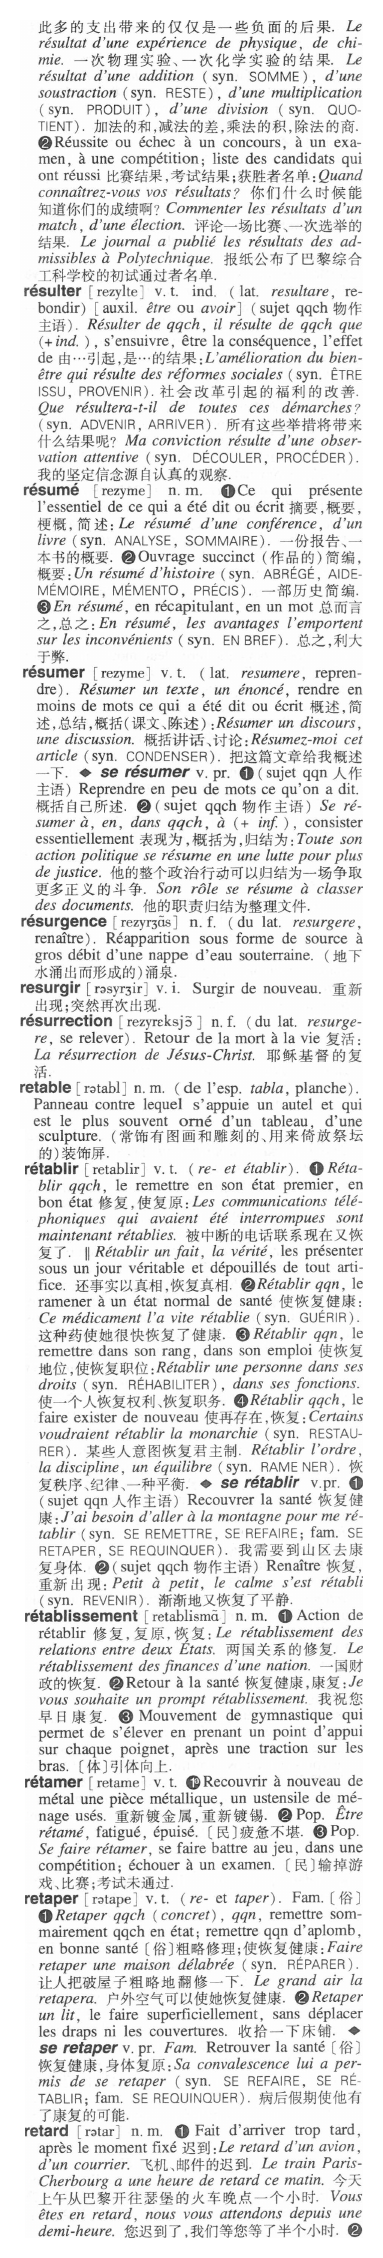 此多的支出带来的仅仅是一些负面的后果. Le
résultat d'une expérience de physique, de chi-
mie. 一次物理实验、一次化学实验的结果. Le
résultat d'une addition (syn. SOMME), d'une
soustraction (syn. RESTE), d'une multiplication
(syn. PRODUIT), d'une division (syn. QUO-
TIENT). 加法的和,减法的差,乘法的积,除法的商.
❷Réussite ou échec à un concours, à un exa-
men, à une compétition; liste des candidats qui
ont réussi 比赛结果,考试结果;获胜者名单:Quand
connaîtrez-vous vos résultats? 你们什么时候能
知道你们的成绩啊? Commenter les résultats d'un
match, d'une élection. 评论一场比赛、一次选举的
结果. Le journal a publié les résultats des ad-
missibles à Polytechnique. 报纸公布了巴黎综合
工科学校的初试通过者名单.
résulter [rezylte] v. t. ind. (lat. resultare, re-
bondir) [auxil. être ou avoir] (sujet qqch 物作
主语). Résulter de qqch, il résulte de qqch que
(+ind.), s'ensuivre, être la conséquence, l'effet
de 由…引起,是…的结果:L'amélioration du bien-
être qui résulte des réformes sociales (syn. ÊTRE
ISSU, PROVENIR). 社会改革引起的福利的改善.
Que résultera-t-il de toutes ces démarches?
(syn. ADVENIR, ARRIVER). 所有这些举措将带来
什么结果呢? Ma conviction résulte d'une obser-
vation attentive (syn. DÉCOULER, PROCÉDER).
我的坚定信念源自认真的观察.
résumé [rezyme] n. m. ❶Ce qui présente
l'essentiel de ce qui a été dit ou écrit 摘要,概要,
梗概,简述:Le résumé d'une conférence, d'un
livre (syn. ANALYSE, SOMMAIRE). 一份报告、一
本书的概要. ❷Ouvrage succinct (作品的)简编,
概要:Un résumé d'histoire (syn. ABRÉGÉ, AIDE-
MÉMOIRE, MÉMENTO, PRÉCIS). 一部历史简编.
❸En résumé, en récapitulant, en un mot 总而言
之,总之:En résumé, les avantages l'emportent
sur les inconvénients (syn. EN BREF). 总之,利大
于弊.
résumer [rezyme] v. t. (lat. resumere, repren-
dre). Résumer un texte, un énoncé, rendre en
moins de mots ce qui a été dit ou écrit 概述,简
述,总结,概括(课文、陈述):Résumer un discours,
une discussion. 概括讲话、讨论:Résumez-moi cet
article (syn. CONDENSER). 把这篇文章给我概述
一下. ◆ se résumer v. pr. ❶(sujet qqn 人作
主语) Reprendre en peu de mots ce qu'on a dit.
概括自己所述. ❷(sujet qqch 物作主语) Se ré-
sumer à, en, dans qqch, à (+ inf.), consister
essentiellement 表现为,概括为,归结为:Toute son
action politique se résume en une lutte pour plus
de justice. 他的整个政治行动可以归结为一场争取
更多正义的斗争. Son rôle se résume à classer
des documents. 他的职责归结为整理文件.
résurgence [rezyrʒɑ̃s] n. f. (du lat. resurgere,
renaître). Réapparition sous forme de source à
gros débit d'une nappe d'eau souterraine. (地下
水涌出而形成的)涌泉.
resurgir [rəsyrʒir] v. i. Surgir de nouveau. 重新
出现;突然再次出现.
résurrection [rezyrɛksjɔ̃] n. f. (du lat. resurge-
re, se relever). Retour de la mort à la vie 复活:
La résurrection de Jésus-Christ. 耶稣基督的复
活.
retable [rətabl] n. m. (de l'esp. tabla, planche).
Panneau contre lequel s'appuie un autel et qui
est le plus souvent orné d'un tableau, d'une
sculpture. (常饰有图画和雕刻的、用来倚放祭坛
的)装饰屏.
rétablir [retablir] v. t. (re- et établir). ❶Réta-
blir qqch, le remettre en son état premier, en
bon état 修复,使复原:Les communications télé-
phoniques qui avaient été interrompues sont
maintenant rétablies. 被中断的电话联系现在又恢
复了. ‖ Rétablir un fait, la vérité, les présenter
sous un jour véritable et dépouillés de tout arti-
fice. 还事实以真相,恢复真相. ❷Rétablir qqn, le
ramener à un état normal de santé 使恢复健康:
Ce médicament l'a vite rétablie (syn. GUÉRIR).
这种药使她很快恢复了健康. ❸Rétablir qqn, le
remettre dans son rang, dans son emploi 使恢复
地位,使恢复职位:Rétablir une personne dans ses
droits (syn. RÉHABILITER), dans ses fonctions.
使一个人恢复权利、恢复职务. ❹Rétablir qqch, le
faire exister de nouveau 使再存在,恢复:Certains
voudraient rétablir la monarchie (syn. RESTAU-
RER). 某些人意图恢复君主制. Rétablir l'ordre,
la discipline, un équilibre (syn. RAME NER). 恢
复秩序、纪律、一种平衡. ◆ se rétablir v.pr. ❶
(sujet qqn 人作主语) Recouvrer la santé 恢复健
康:J'ai besoin d'aller à la montagne pour me ré-
tablir (syn. SE REMETTRE, SE REFAIRE; fam. SE
RETAPER, SE REQUINQUER). 我需要到山区去康
复身体. ❷(sujet qqch 物作主语) Renaître 恢复,
重新出现:Petit à petit, le calme s'est rétabli
(syn. REVENIR). 渐渐地又恢复了平静.
rétablissement [retablismɑ̃] n. m. ❶ Action de
rétablir 修复,复原,恢复:Le rétablissement des
relations entre deux États. 两国关系的修复. Le
rétablissement des finances d'une nation. 一国财
政的恢复. ❷Retour à la santé 恢复健康,康复:Je
vous souhaite un prompt rétablissement. 我祝您
早日康复. ❸ Mouvement de gymnastique qui
permet de s'élever en prenant un point d'appui
sur chaque poignet, après une traction sur les
bras. 〔体〕引体向上.
rétamer [retame] v. t. ❶Recouvrir à nouveau de
métal une pièce métallique, un ustensile de mé-
nage usés. 重新镀金属,重新镀锡. ❷ Pop. Être
rétamé, fatigué, épuisé. 〔民〕疲惫不堪. ❸Pop.
Se faire rétamer, se faire battre au jeu, dans une
compétition; échouer à un examen. 〔民〕输掉游
戏、比赛;考试未通过.
retaper [rətape] v. t. (re- et taper). Fam. 〔俗〕
❶Retaper qqch (concret), qqn, remettre som-
mairement qqch en état; remettre qqn d'aplomb,
en bonne santé 〔俗〕粗略修理;使恢复健康:Faire
retaper une maison délabrée (syn. RÉPARER).
让人把破屋子粗略地翻修一下. Le grand air la
retapera. 户外空气可以使她恢复健康. ❷Retaper
un lit, le faire superficiellement, sans déplacer
les draps ni les couvertures. 收拾一下床铺. ◆
se retaper v. pr. Fam. Retrouver la santé 〔俗〕
恢复健康,身体复原:Sa convalescence lui a per-
mis de se retaper (syn. SE REFAIRE, SE RÉ-
TABLIR; fam. SE REQUINQUER). 病后假期使他有
了康复的可能.
retard [rətar] n. m. ❶ Fait d'arriver trop tard,
après le moment fixé 迟到:Le retard d'un avion,
d'un courrier. 飞机、邮件的迟到. Le train Paris-
Cherbourg a une heure de retard ce matin. 今天
上午从巴黎开往瑟堡的火车晚点一个小时. Vous
êtes en retard, nous vous attendons depuis une
demi-heure. 您迟到了,我们等您等了半个小时. ❷